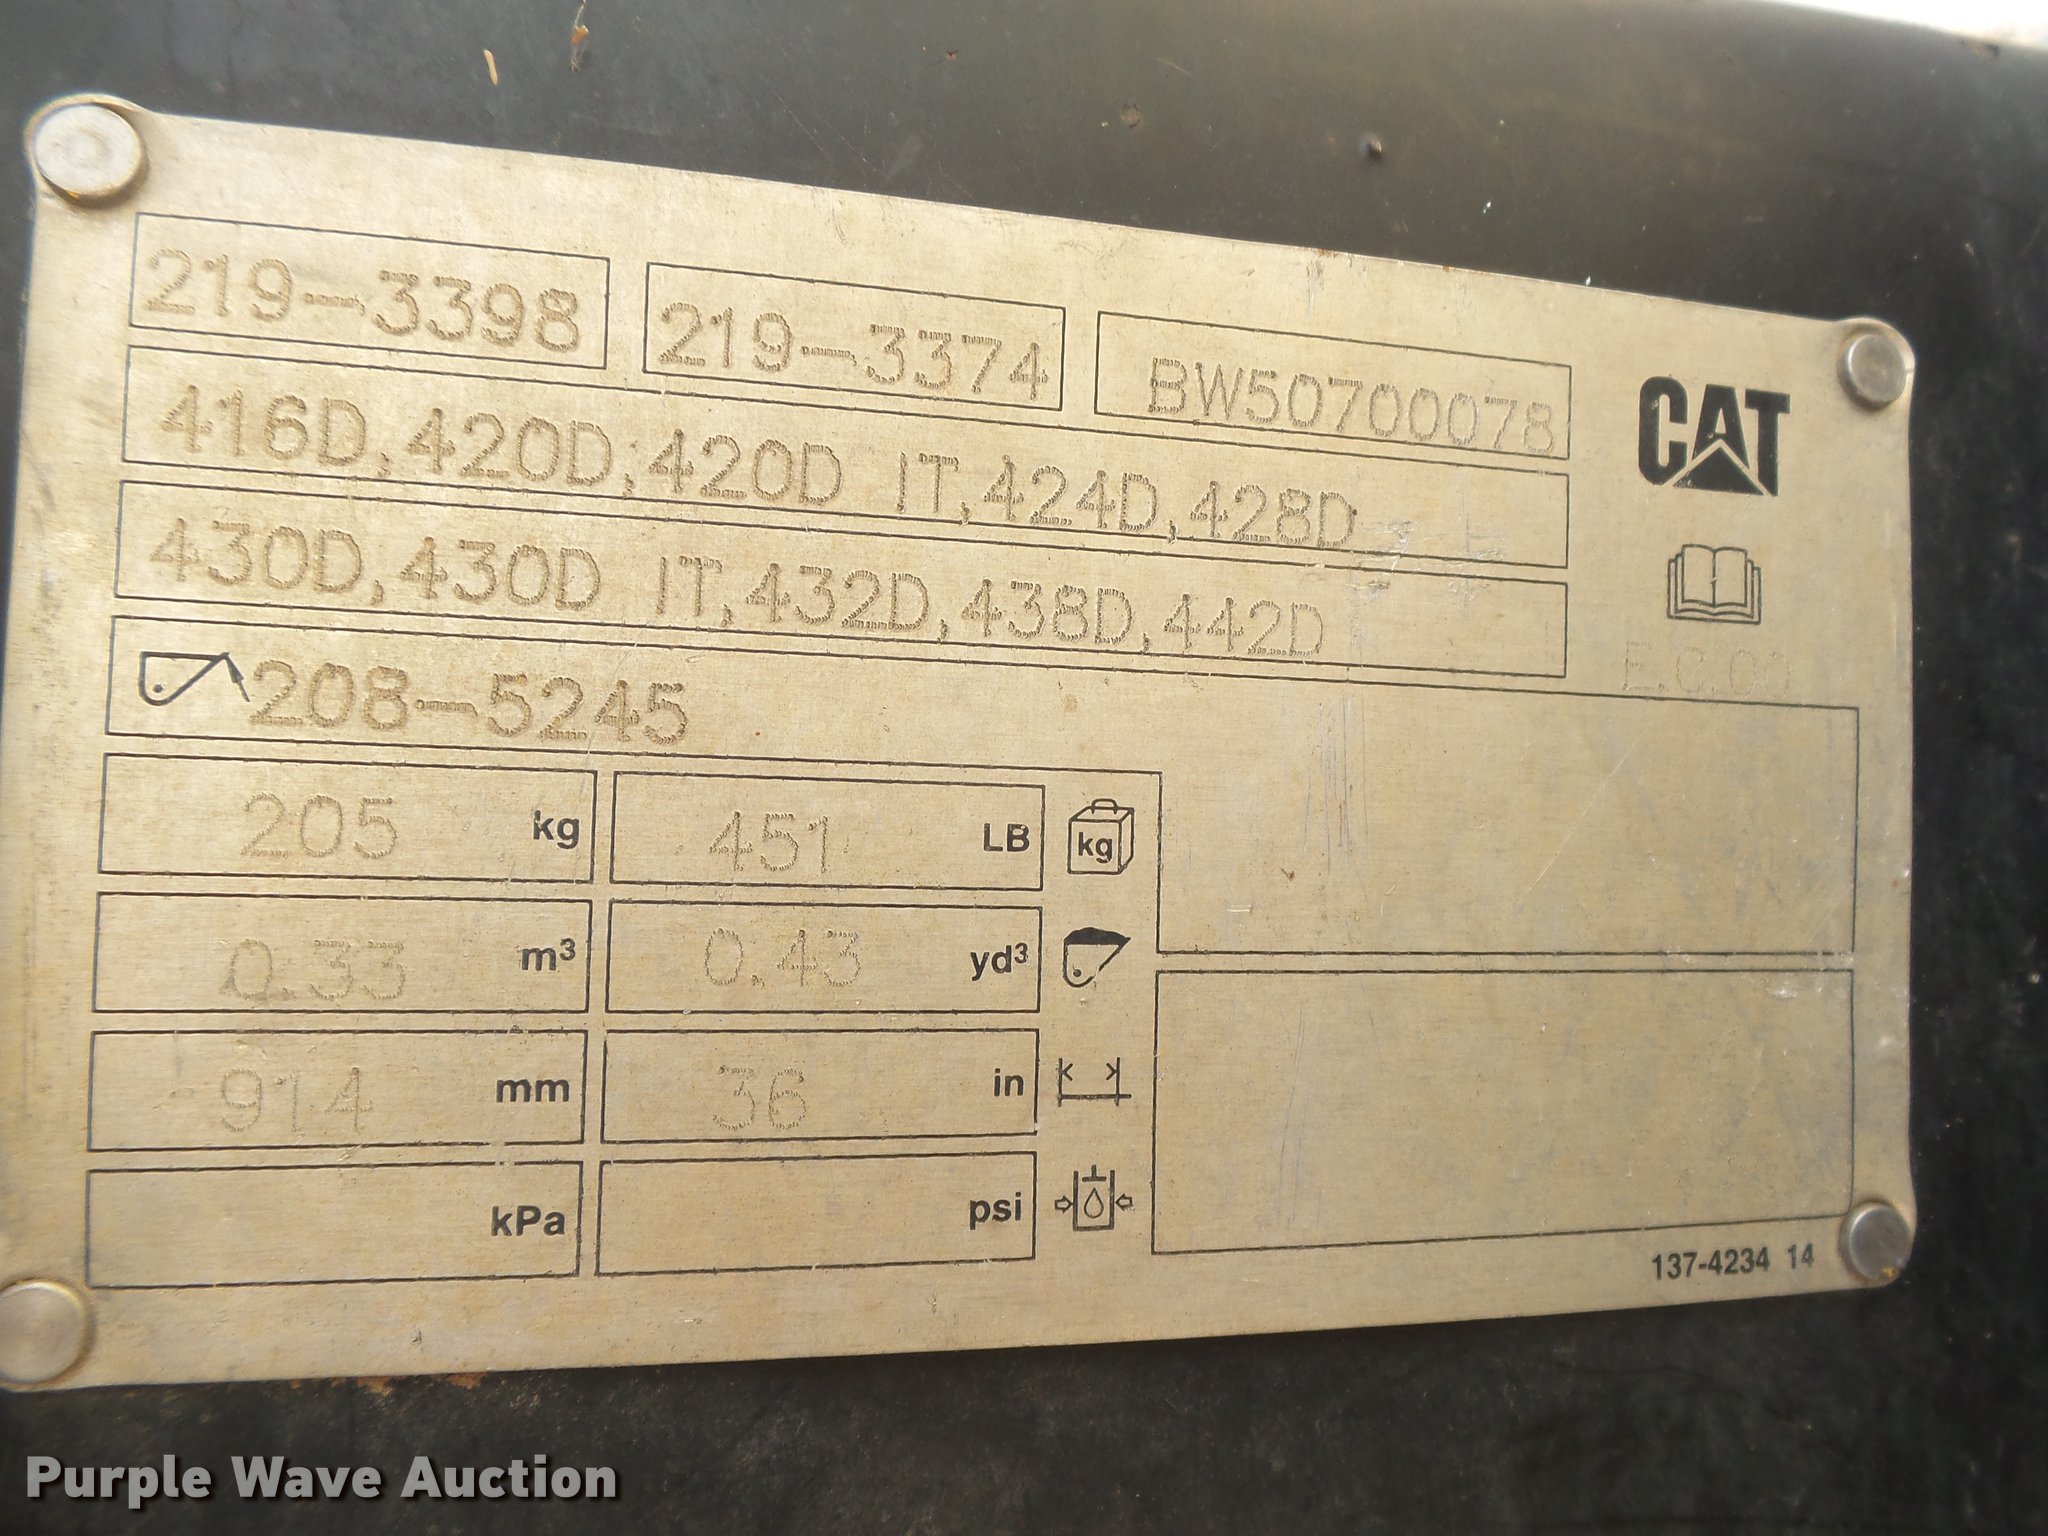 219-3398 219-3374 BW50700078
CAT
416D,420D,420D IT,424D,428D
430D,430D IT,432D,438D,442D
E.C.00
208-5245
205 kg 451 LB kg
0.33 m³ 0.43 yd³
914 mm 36 in
kPa psi
137-4234 14
Purple Wave Auction